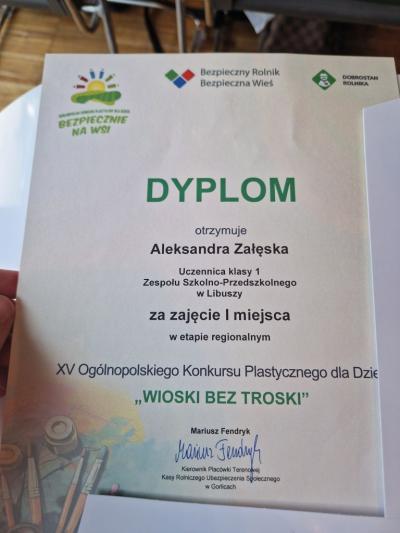 BEZPIECZNIE
NA WSI
Bezpieczny Rolnik
Bezpieczna Wieś
DOBROSTAN
ROLNIKA
DYPLOM
otrzymuje
Aleksandra Załęska
Uczennica klasy 1
Zespołu Szkolno-Przedszkolnego
w Libuszy
za zajęcie I miejsca
w etapie regionalnym
XV Ogólnopolskiego Konkursu Plastycznego dla Dzie
„WIOSKI BEZ TROSKI”
Mariusz Fendryk
Mariusz Fendryk
Kierownik Placówki Terenowej
Kasy Rolniczego Ubezpieczenia Społecznego
w Gorlicach